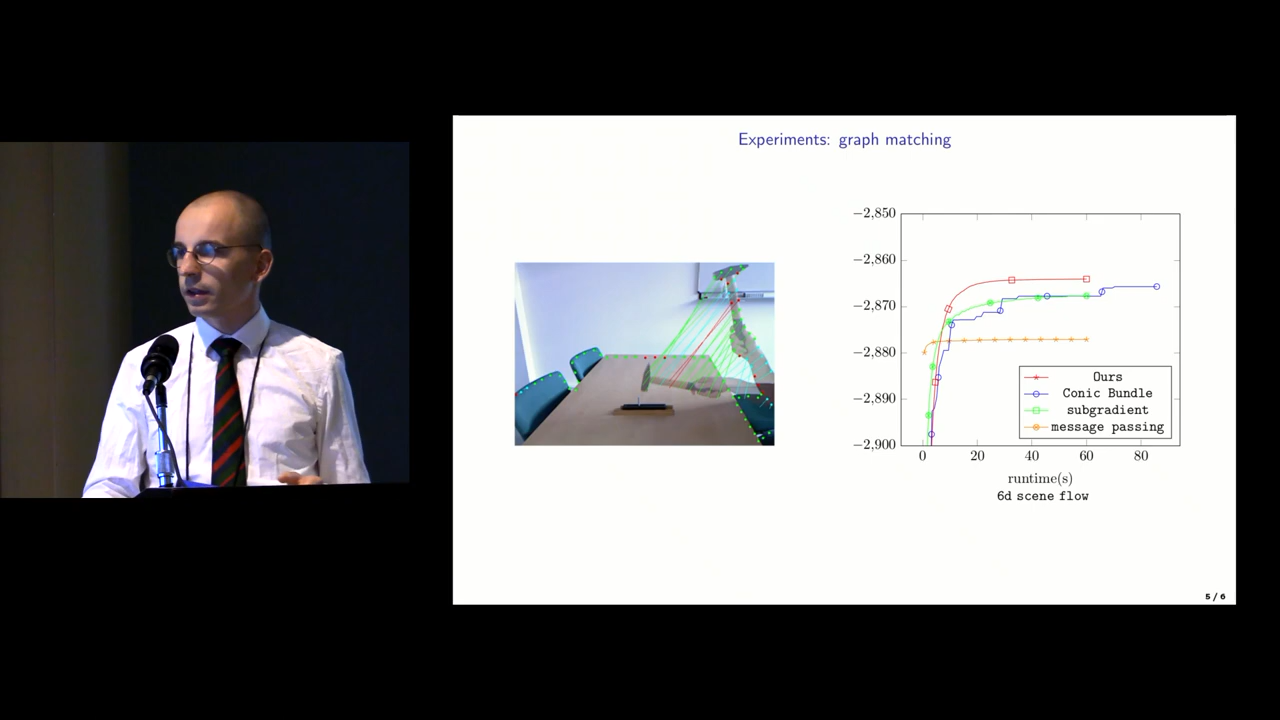 Experiments: graph matching
−2,850
−2,860
−2,870
−2,880
−2,890
−2,900
0 20 40 60 80
Ours
Conic Bundle
subgradient
message passing
runtime(s)
6d scene flow
5 / 6